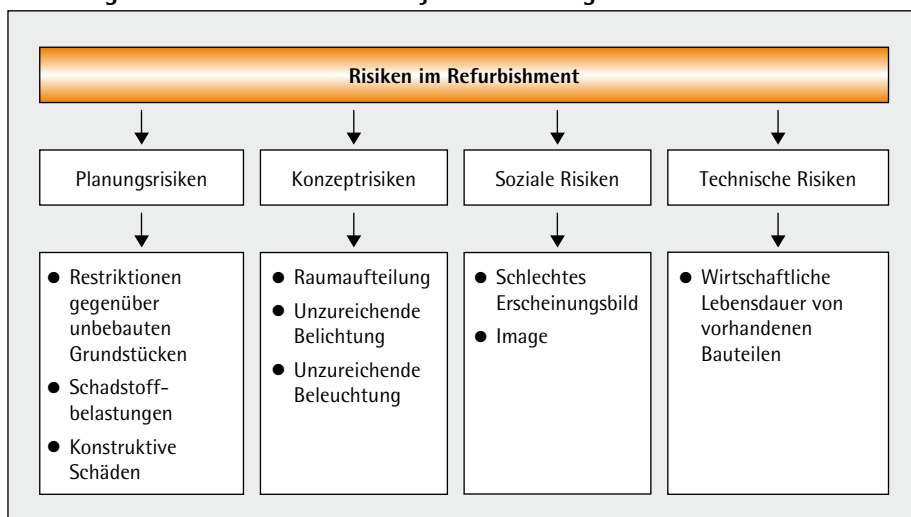 Risiken im Refurbishment
Planungsrisiken
Konzeptrisiken
Soziale Risiken
Technische Risiken
● Restriktionen
gegenüber
unbebauten
Grundstücken
● Schadstoff-
belastungen
● Konstruktive
Schäden
● Raumaufteilung
● Unzureichende
Belichtung
● Unzureichende
Beleuchtung
● Schlechtes
Erscheinungsbild
● Image
● Wirtschaftliche
Lebensdauer von
vorhandenen
Bauteilen